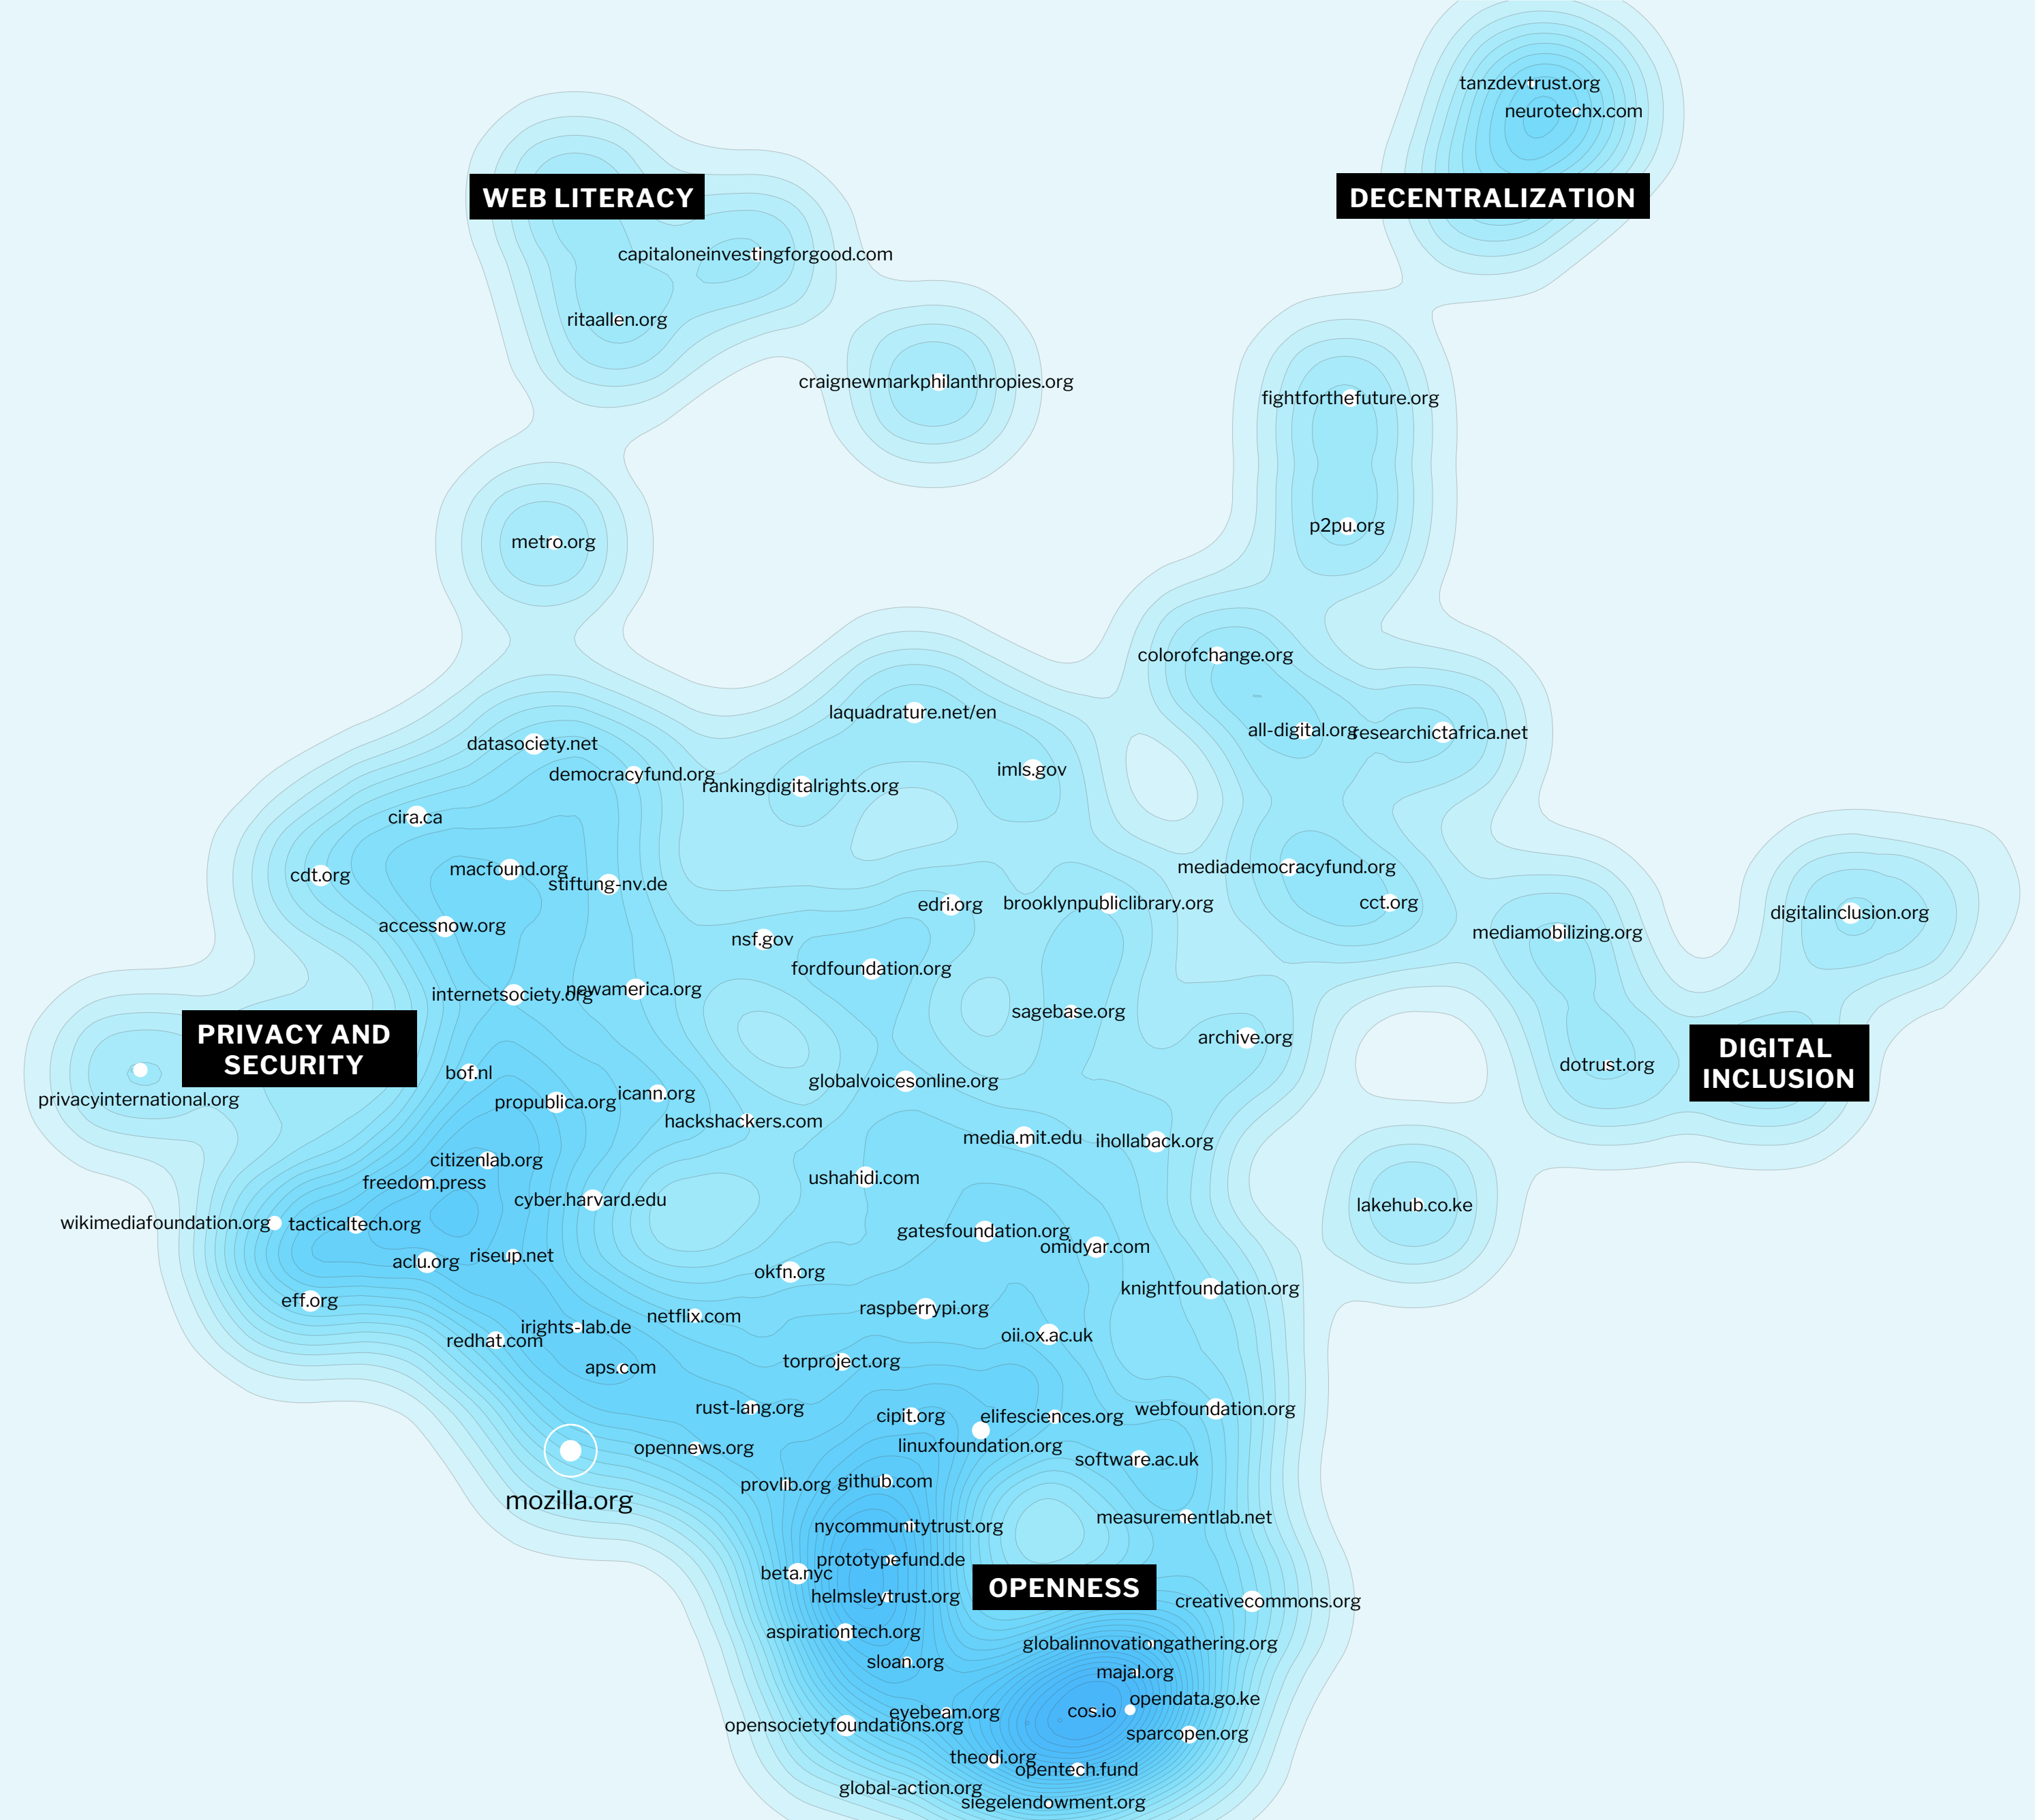 tanzdevtrust.org
neurotechx.com
WEB LITERACY
DECENTRALIZATION
capitaloneinvestingforgood.com
ritaallen.org
craignewmarkphilanthropies.org
fightforthefuture.org
p2pu.org
metro.org
colorofchange.org
laquadrature.net/en
all-digital.org
researchictafrica.net
datasociety.net
democracyfund.org
imls.gov
rankingdigitalrights.org
cira.ca
mediademocracyfund.org
macfound.org
cdt.org
stiftung-nv.de
cct.org
edri.org
brooklynpubliclibrary.org
digitalinclusion.org
accessnow.org
mediamobilizing.org
nsf.gov
fordfoundation.org
newamerica.org
internetsociety.org
sagebase.org
PRIVACY AND
SECURITY
archive.org
DIGITAL
INCLUSION
dotrust.org
bof.nl
globalvoicesonline.org
icann.org
privacyinternational.org
propublica.org
hackshackers.com
media.mit.edu
ihollaback.org
citizenlab.org
ushahidi.com
freedom.press
cyber.harvard.edu
lakehub.co.ke
wikimediafoundation.org
tacticaltech.org
gatesfoundation.org
omidyar.com
riseup.net
aclu.org
okfn.org
knightfoundation.org
eff.org
raspberrypi.org
netflix.com
irights-lab.de
oii.ox.ac.uk
redhat.com
torproject.org
aps.com
rust-lang.org
webfoundation.org
cipit.org
elifesciences.org
linuxfoundation.org
opennews.org
software.ac.uk
github.com
provlib.org
mozilla.org
measurementlab.net
nycommunitytrust.org
prototypefund.de
beta.nyc
OPENNESS
helmsleytrust.org
creativecommons.org
aspirationtech.org
globalinnovationgathering.org
sloan.org
majal.org
opendata.go.ke
cos.io
eyebeam.org
opensocietyfoundations.org
sparcopen.org
theodi.org
opentech.fund
global-action.org
siegelendowment.org